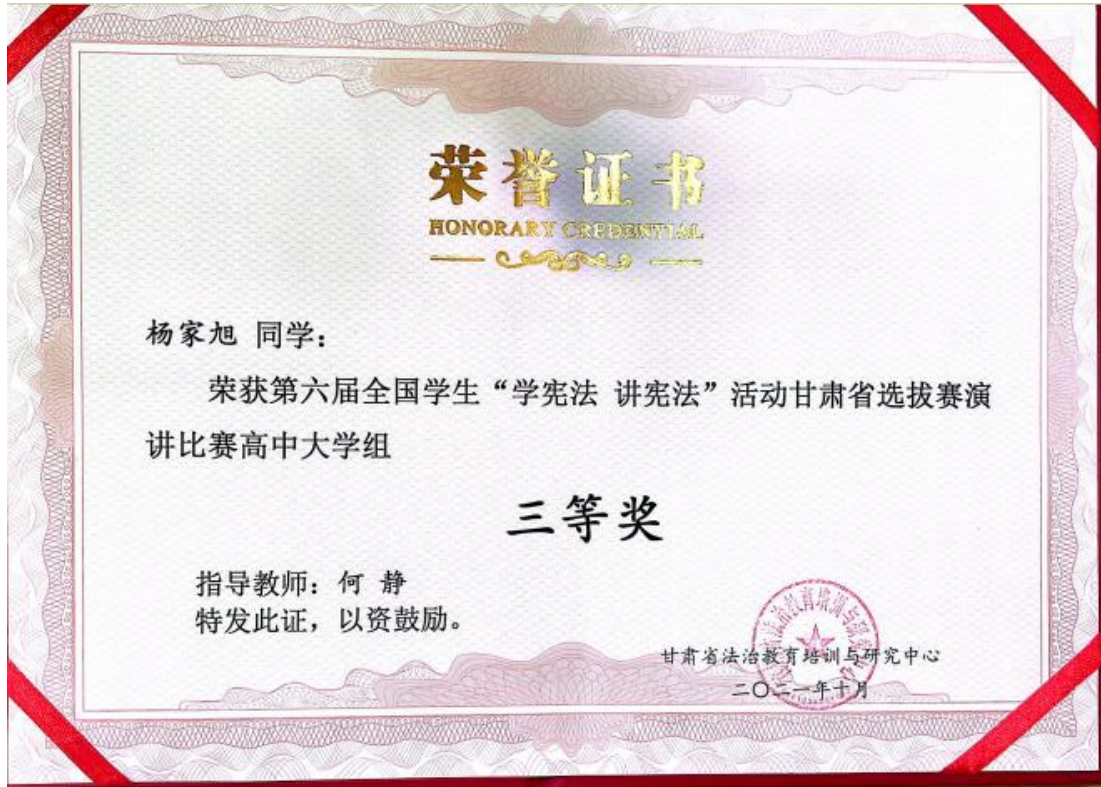 荣誉证书
HONORARY CREDENTIAL
杨家旭 同学：
荣获第六届全国学生“学宪法 讲宪法”活动甘肃省选拔赛演
讲比赛高中大学组
三等奖
指导教师：何 静
特发此证，以资鼓励。
甘肃省法治教育培训与研究中心
二〇二一年十月